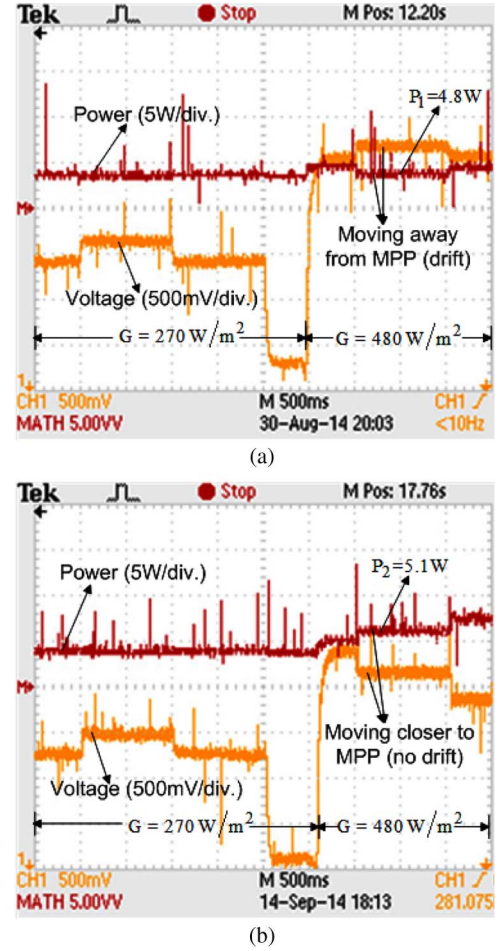 Tek Stop M Pos: 12.20s
Power (5W/div.)
P1=4.8W
M
Moving away
from MPP (drift)
Voltage (500mV/div.)
G = 270 W/m2 G = 480 W/m2
1
CH1 500mV M 500ms CH1
MATH 5.00VV 30-Aug-14 20:03 <10Hz
(a)
Tek Stop M Pos: 17.76s
Power (5W/div.)
P2=5.1W
M
Moving closer to
MPP (no drift)
Voltage (500mV/div.)
G = 270 W/m2 G = 480 W/m2
1
CH1 500mV M 500ms CH1
MATH 5.00VV 14-Sep-14 18:13 281.075
(b)